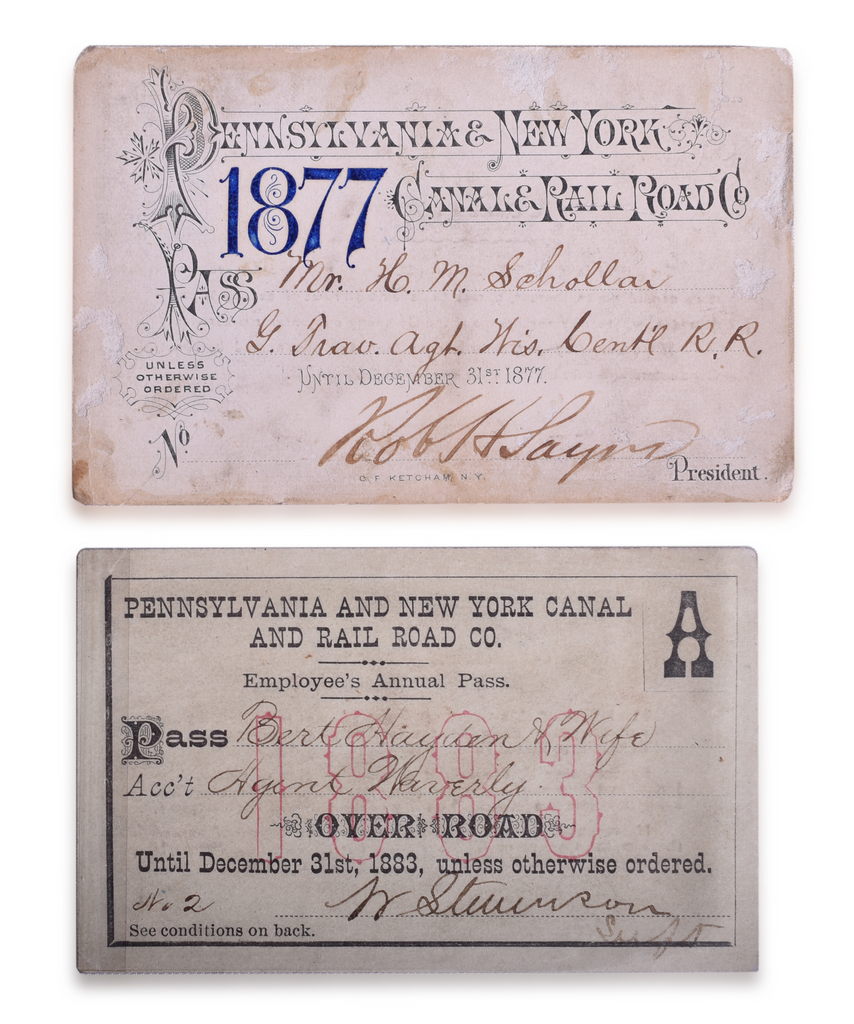 PENNSYLVANIA & NEW YORK
1877 CANAL & RAIL ROAD Co
PASS Mr. H. M. Schollar
G. Trav. Agt. Wis. Cent'l R. R.
UNLESS
OTHERWISE
ORDERED
UNTIL DECEMBER 31ST 1877.
No
Robt H Sayre
President.
G. F. KETCHAM, N.Y.
PENNSYLVANIA AND NEW YORK CANAL
AND RAIL ROAD CO.
A
Employee's Annual Pass.
Pass Bert Hayden & Wife
1883
Acc't Agent Waverly.
OVER ROAD
Until December 31st, 1883, unless otherwise ordered.
No 2 W Stevenson
See conditions on back. Supt